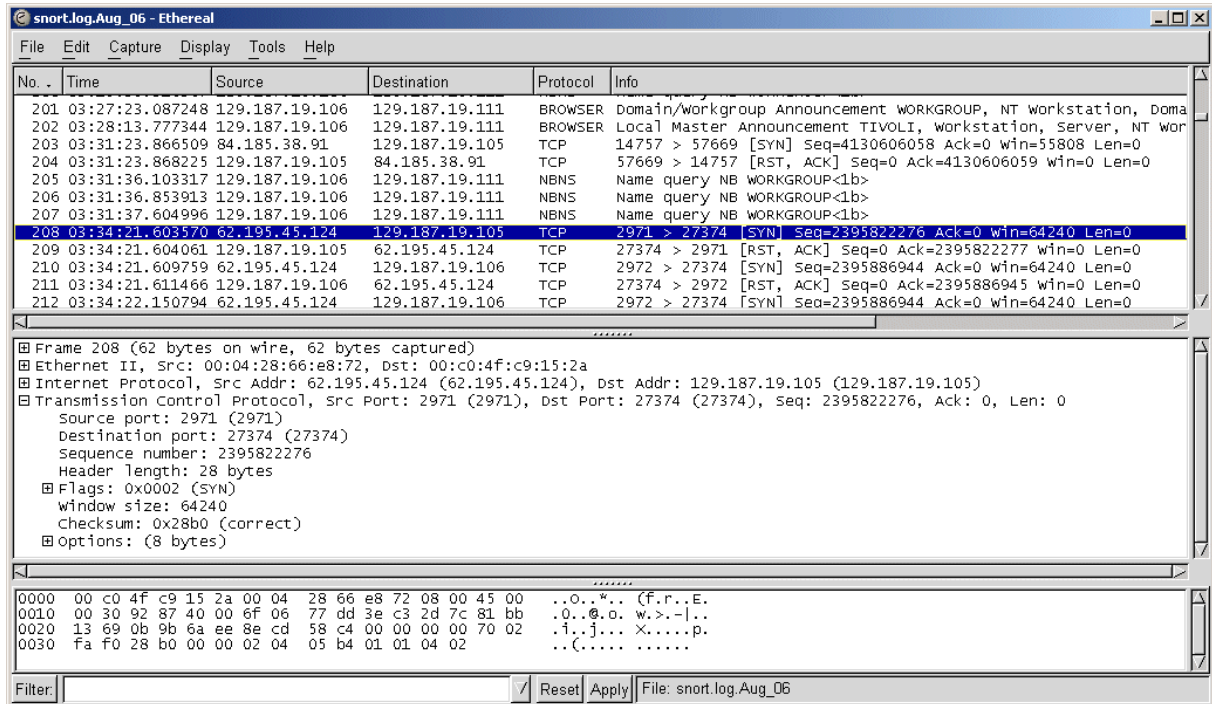 snort.log.Aug_06 - Ethereal
File Edit Capture Display Tools Help
No. . Time Source Destination Protocol Info
201 03:27:23.087248 129.187.19.106 129.187.19.111 BROWSER Domain/Workgroup Announcement WORKGROUP, NT Workstation, Doma
202 03:28:13.777344 129.187.19.106 129.187.19.111 BROWSER Local Master Announcement TIVOLI, Workstation, Server, NT Wor
203 03:31:23.866509 84.185.38.91 129.187.19.105 TCP 14757 > 57669 [SYN] Seq=4130606058 Ack=0 Win=55808 Len=0
204 03:31:23.868225 129.187.19.105 84.185.38.91 TCP 57669 > 14757 [RST, ACK] Seq=0 Ack=4130606059 Win=0 Len=0
205 03:31:36.103317 129.187.19.106 129.187.19.111 NBNS Name query NB WORKGROUP<1b>
206 03:31:36.853913 129.187.19.106 129.187.19.111 NBNS Name query NB WORKGROUP<1b>
207 03:31:37.604996 129.187.19.106 129.187.19.111 NBNS Name query NB WORKGROUP<1b>
208 03:34:21.603570 62.195.45.124 129.187.19.105 TCP 2971 > 27374 [SYN] Seq=2395822276 Ack=0 Win=64240 Len=0
209 03:34:21.604061 129.187.19.105 62.195.45.124 TCP 27374 > 2971 [RST, ACK] Seq=0 Ack=2395822277 Win=0 Len=0
210 03:34:21.609759 62.195.45.124 129.187.19.106 TCP 2972 > 27374 [SYN] Seq=2395886944 Ack=0 Win=64240 Len=0
211 03:34:21.611466 129.187.19.106 62.195.45.124 TCP 27374 > 2972 [RST, ACK] Seq=0 Ack=2395886945 Win=0 Len=0
212 03:34:22.150794 62.195.45.124 129.187.19.106 TCP 2972 > 27374 [SYN] Seq=2395886944 Ack=0 Win=64240 Len=0
Frame 208 (62 bytes on wire, 62 bytes captured)
Ethernet II, Src: 00:04:28:66:e8:72, Dst: 00:c0:4f:c9:15:2a
Internet Protocol, Src Addr: 62.195.45.124 (62.195.45.124), Dst Addr: 129.187.19.105 (129.187.19.105)
Transmission Control Protocol, Src Port: 2971 (2971), Dst Port: 27374 (27374), Seq: 2395822276, Ack: 0, Len: 0
Source port: 2971 (2971)
Destination port: 27374 (27374)
Sequence number: 2395822276
Header length: 28 bytes
Flags: 0x0002 (SYN)
Window size: 64240
Checksum: 0x28b0 (correct)
Options: (8 bytes)
0000 00 c0 4f c9 15 2a 00 04 28 66 e8 72 08 00 45 00 ..O..*.. (f.r..E.
0010 00 30 92 87 40 00 6f 06 77 dd 3e c3 2d 7c 81 bb .0..@.o. w.>.-|..
0020 13 69 0b 9b 6a ee 8e cd 58 c4 00 00 00 00 70 02 .i..j... X.....p.
0030 fa f0 28 b0 00 00 02 04 05 b4 01 01 04 02 ..(..... ......
Filter: Reset Apply File: snort.log.Aug_06